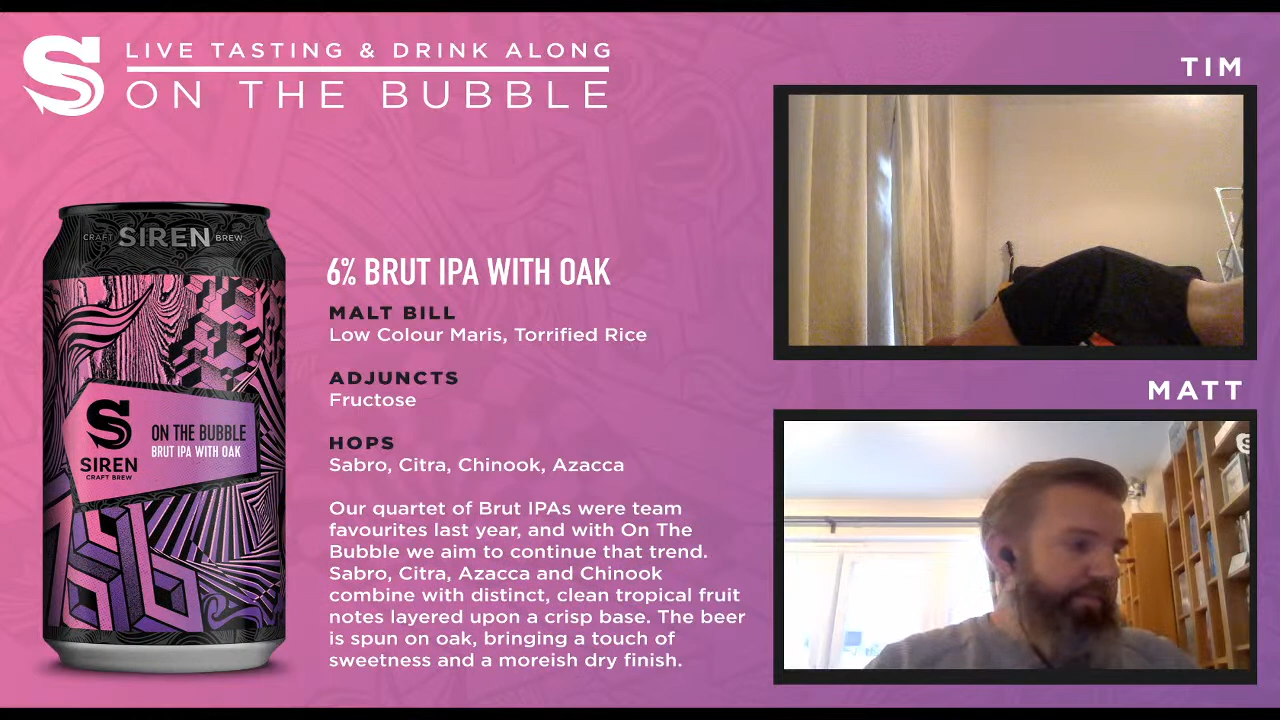 LIVE TASTING & DRINK ALONG
ON THE BUBBLE
TIM
CRAFT SIREN BREW
6% BRUT IPA WITH OAK
MALT BILL
Low Colour Maris, Torrified Rice
ADJUNCTS
Fructose
HOPS
Sabro, Citra, Chinook, Azacca
Our quartet of Brut IPAs were team
favourites last year, and with On The
Bubble we aim to continue that trend.
Sabro, Citra, Azacca and Chinook
combine with distinct, clean tropical fruit
notes layered upon a crisp base. The beer
is spun on oak, bringing a touch of
sweetness and a moreish dry finish.
ON THE BUBBLE
BRUT IPA WITH OAK
SIREN
CRAFT BREW
MATT